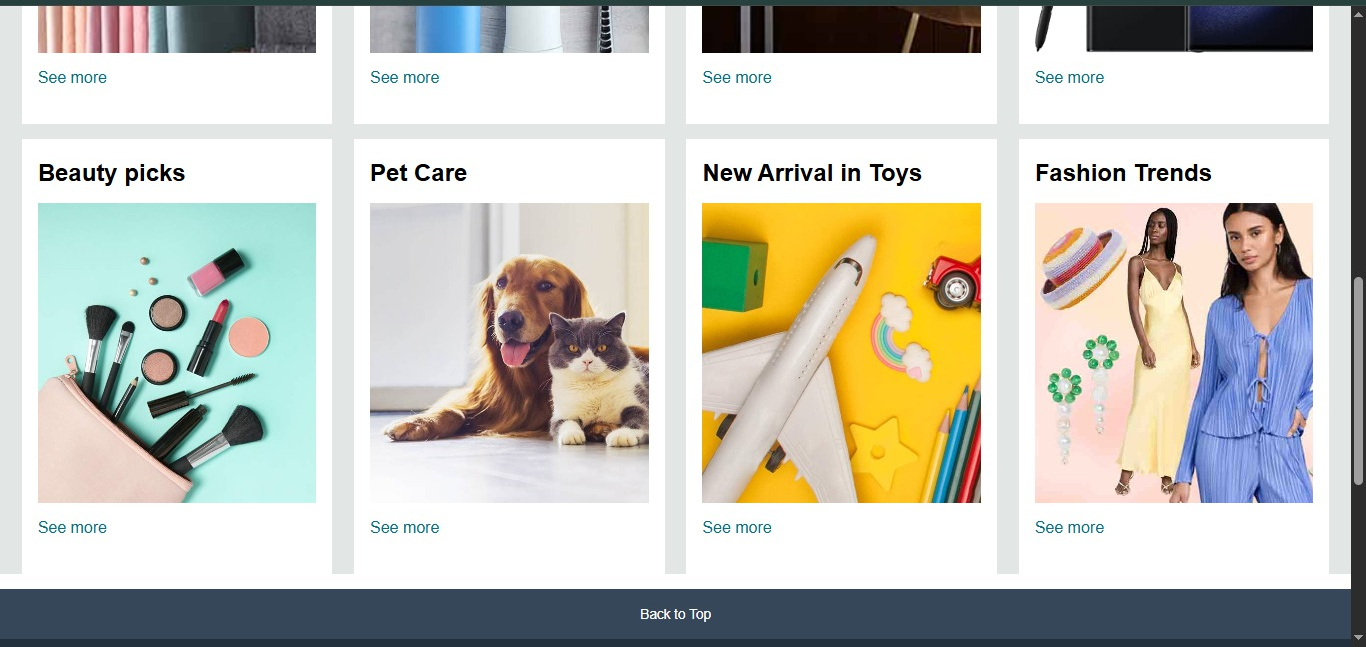 See more
See more
See more
See more
Beauty picks
Pet Care
New Arrival in Toys
Fashion Trends
See more
See more
See more
See more
Back to Top